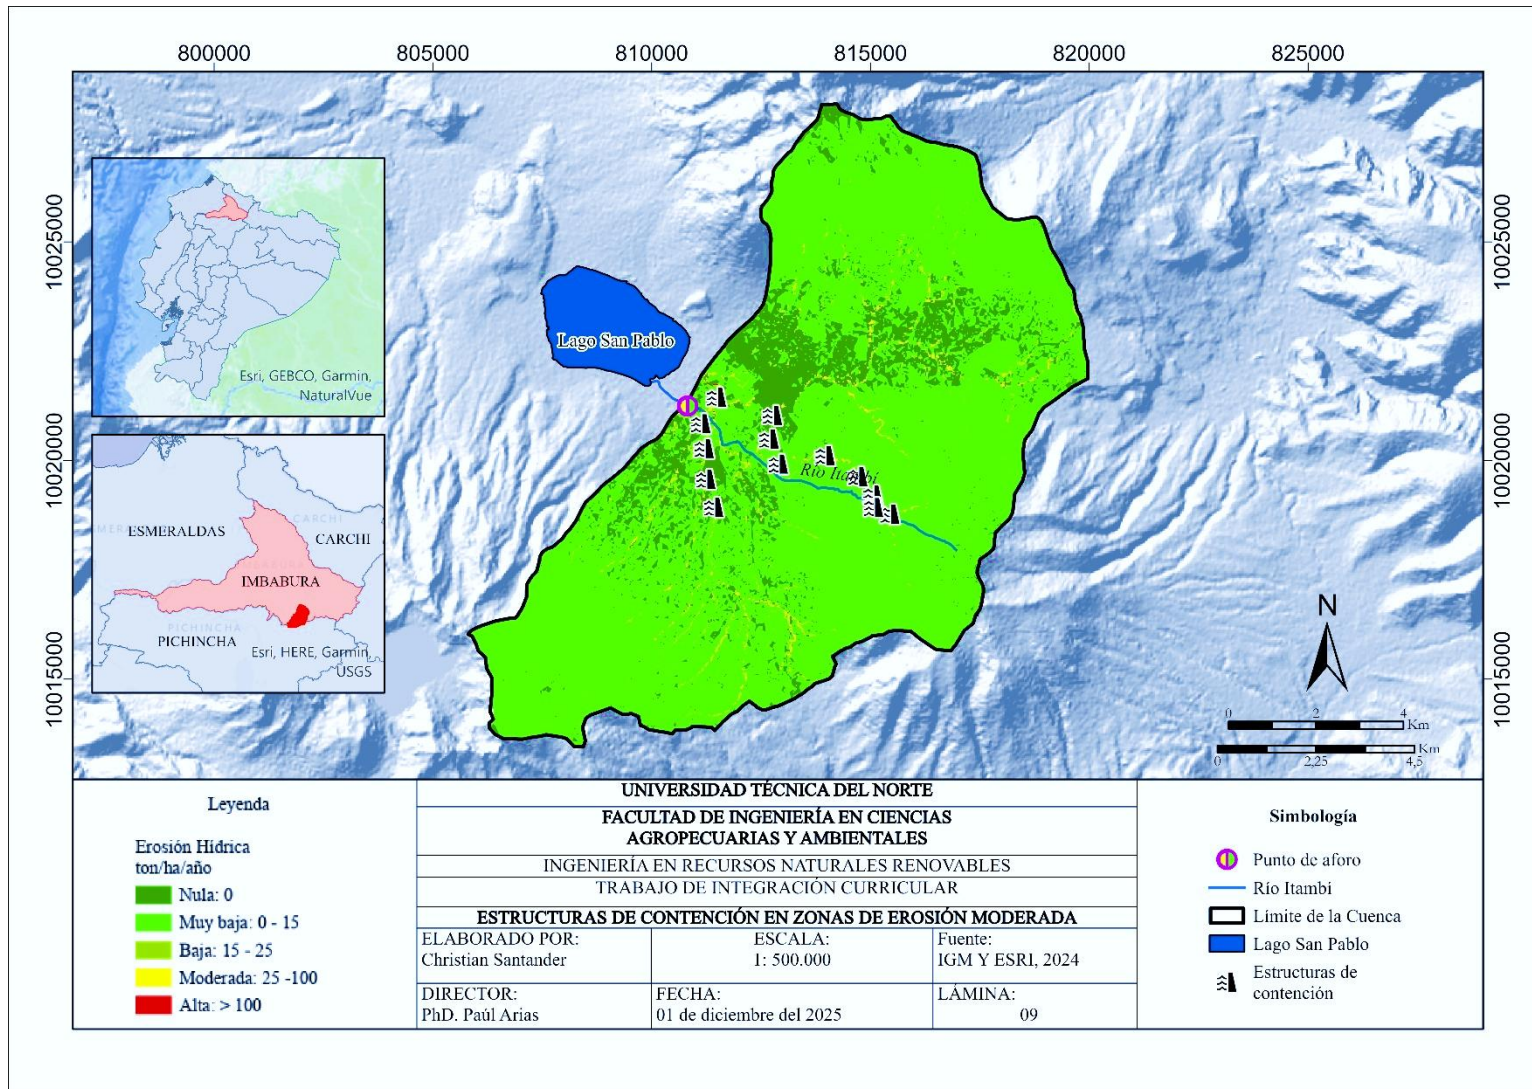 800000
805000
810000
815000
820000
825000
10025000
10020000
10015000
10025000
10020000
10015000
Esri, GEBCO, Garmin,
NaturalVue
ESMERALDAS
CARCHI
CARCHI
IMBABURA
PICHINCHA
PICHINCHA
Esri, HERE, Garmin,
USGS
Lago San Pablo
Río Itambi
N
0 2 4
Km
Km
0 2,25 4,5
Leyenda
Erosión Hídrica
ton/ha/año
Nula: 0
Muy baja: 0 - 15
Baja: 15 - 25
Moderada: 25 -100
Alta: > 100
UNIVERSIDAD TÉCNICA DEL NORTE
FACULTAD DE INGENIERÍA EN CIENCIAS
AGROPECUARIAS Y AMBIENTALES
INGENIERÍA EN RECURSOS NATURALES RENOVABLES
TRABAJO DE INTEGRACIÓN CURRICULAR
ESTRUCTURAS DE CONTENCIÓN EN ZONAS DE EROSIÓN MODERADA
ELABORADO POR:
Christian Santander
ESCALA:
1: 500.000
Fuente:
IGM Y ESRI, 2024
DIRECTOR:
PhD. Paúl Arias
FECHA:
01 de diciembre del 2025
LÁMINA:
09
Simbología
Punto de aforo
Río Itambi
Límite de la Cuenca
Lago San Pablo
Estructuras de
contención